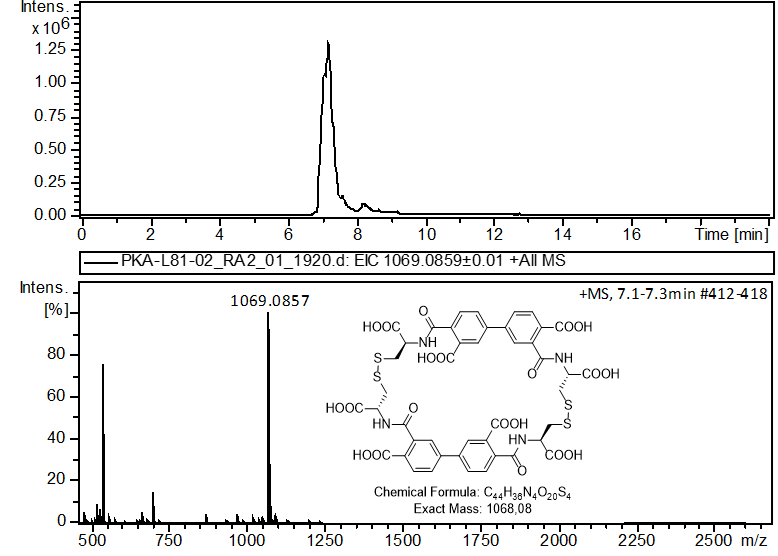 Intens.
x10⁶
1.25
1.00
0.75
0.50
0.25
0.00
0 2 4 6 8 10 12 14 16 Time [min]
PKA-L81-02_RA2_01_1920.d: EIC 1069.0859±0.01 +All MS
Intens.
[%]
+MS, 7.1-7.3min #412-418
1069.0857
80
60
40
20
0
O
HOOC
NH
HOOC
COOH
O
NH
COOH
S
S
S
S
HOOC
HN
O
HOOC
COOH
HN
O
COOH
Chemical Formula: C₄₄H₃₆N₄O₂₀S₄
Exact Mass: 1068,08
500 750 1000 1250 1500 1750 2000 2250 2500 m/z